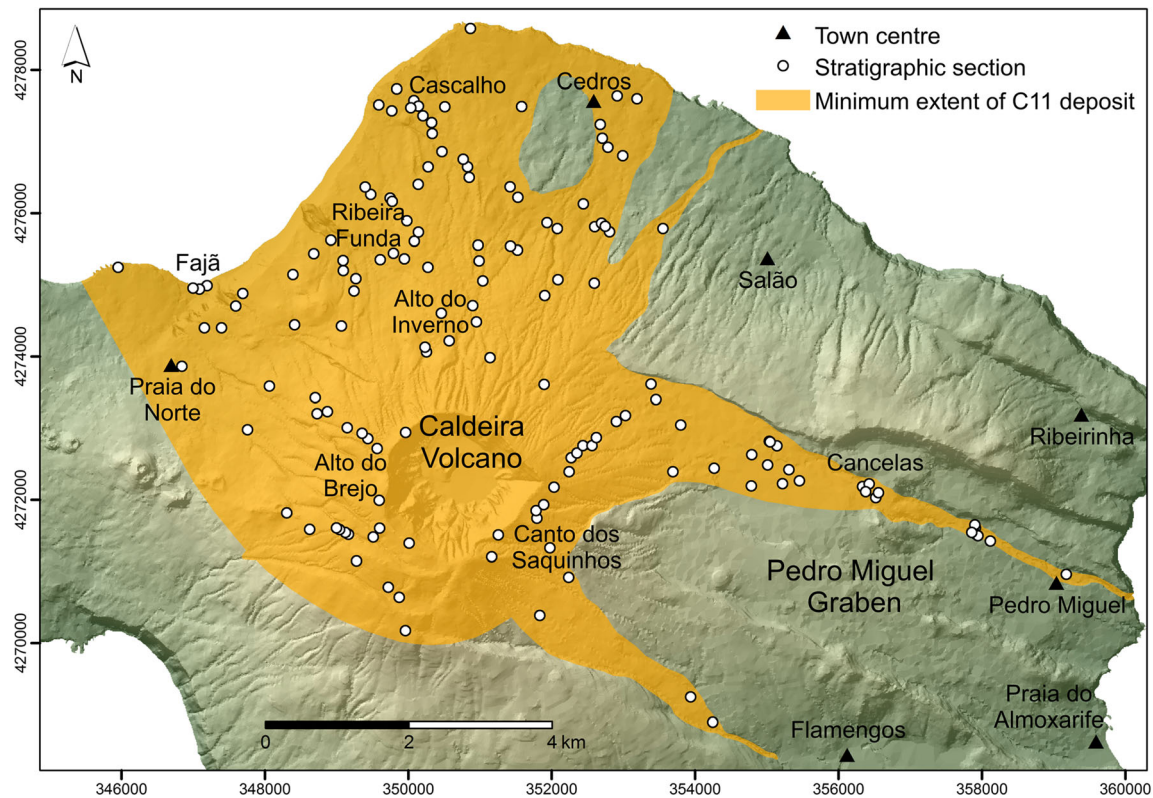 N
Town centre
Stratigraphic section
Minimum extent of C11 deposit
Cascalho
Cedros
Ribeira
Funda
Fajã
Salão
Alto do
Inverno
Praia do
Norte
Caldeira
Volcano
Ribeirinha
Alto do
Brejo
Cancelas
Canto dos
Saquinhos
Pedro Miguel
Graben
Pedro Miguel
Praia do
Almoxarife
Flamengos
0 2 4 km
4278000
4276000
4274000
4272000
4270000
346000 348000 350000 352000 354000 356000 358000 360000